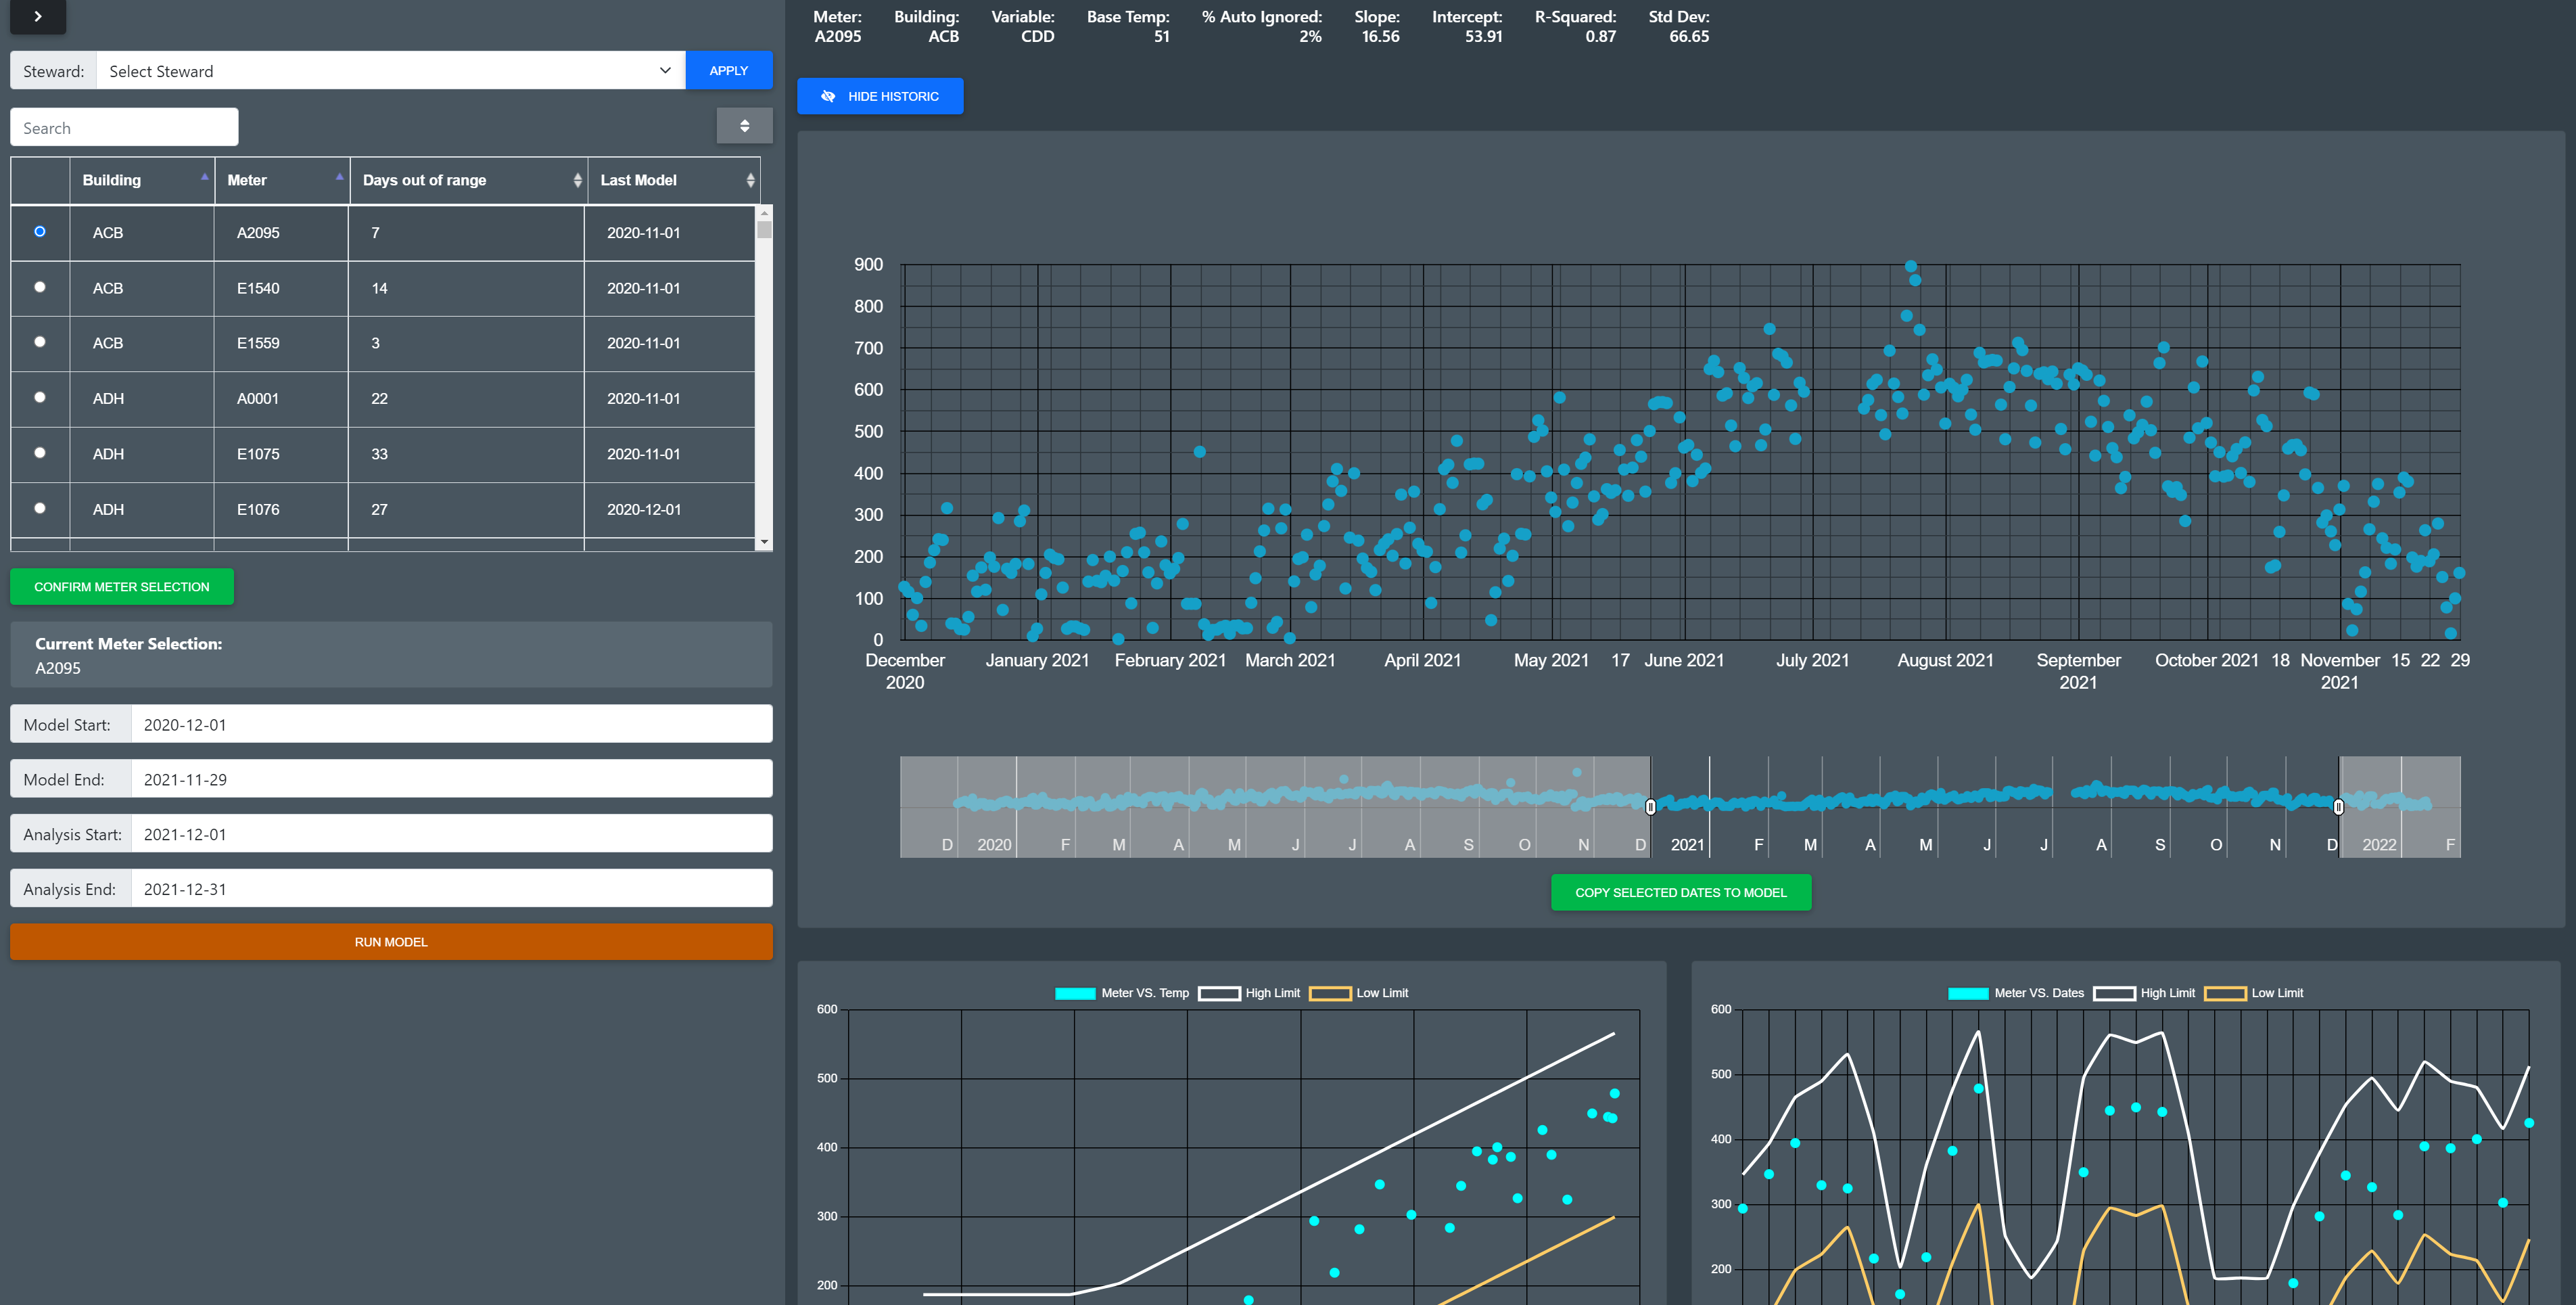 Steward: Select Steward APPLY
Search
Building Meter Days out of range Last Model
ACB A2095 7 2020-11-01
ACB E1540 14 2020-11-01
ACB E1559 3 2020-11-01
ADH A0001 22 2020-11-01
ADH E1075 33 2020-11-01
ADH E1076 27 2020-12-01
CONFIRM METER SELECTION
Current Meter Selection:
A2095
Model Start: 2020-12-01
Model End: 2021-11-29
Analysis Start: 2021-12-01
Analysis End: 2021-12-31
RUN MODEL
Meter: Building: Variable: Base Temp: % Auto Ignored: Slope: Intercept: R-Squared: Std Dev:
A2095 ACB CDD 51 2% 16.56 53.91 0.87 66.65
HIDE HISTORIC
900
800
700
600
500
400
300
200
100
0
December January 2021 February 2021 March 2021 April 2021 May 2021 17 June 2021 July 2021 August 2021 September October 2021 18 November 15 22 29
2020 2021 2021
D 2020 F M A M J J A S O N D 2021 F M A M J J A S O N D 2022 F
COPY SELECTED DATES TO MODEL
Meter VS. Temp High Limit Low Limit
600
500
400
300
200
Meter VS. Dates High Limit Low Limit
600
500
400
300
200